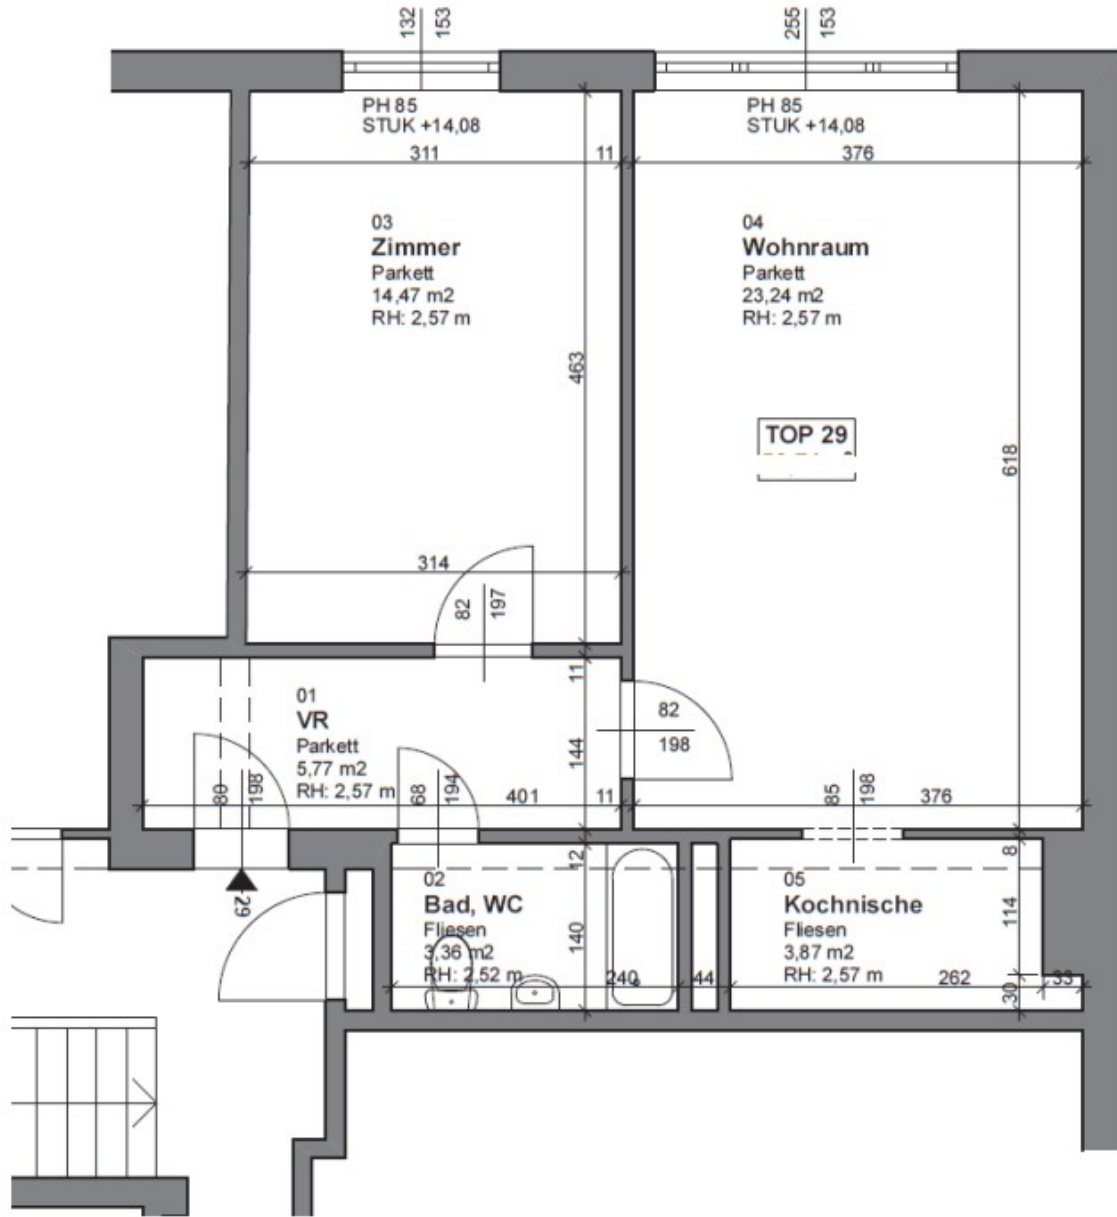 132
153
255
153
PH 85
STUK +14,08
PH 85
STUK +14,08
311
11
376
03
Zimmer
Parkett
14,47 m2
RH: 2,57 m
04
Wohnraum
Parkett
23,24 m2
RH: 2,57 m
463
TOP 29
618
314
82
197
01
VR
Parkett
5,77 m2
RH: 2,57 m
11
82
198
144
80
198
68
194
401
11
85
198
376
12
8
29
02
Bad, WC
Fliesen
3,36 m2
RH: 2,52 m
140
240
44
05
Kochnische
Fliesen
3,87 m2
RH: 2,57 m
114
262
33
30